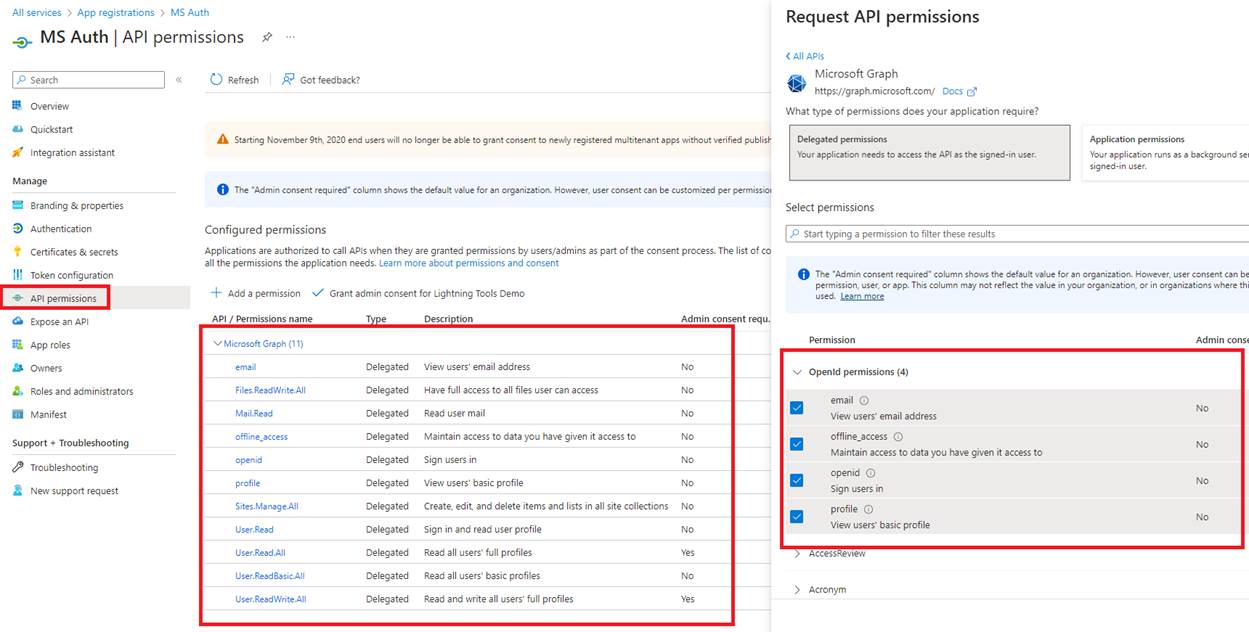 All services > App registrations > MS Auth
MS Auth | API permissions
Search
«
Refresh
Got feedback?
Overview
Quickstart
Integration assistant
Manage
Branding & properties
Authentication
Certificates & secrets
Token configuration
API permissions
Expose an API
App roles
Owners
Roles and administrators
Manifest
Support + Troubleshooting
Troubleshooting
New support request
Starting November 9th, 2020 end users will no longer be able to grant consent to newly registered multitenant apps without verified publish
The "Admin consent required" column shows the default value for an organization. However, user consent can be customized per permissio
Configured permissions
Applications are authorized to call APIs when they are granted permissions by users/admins as part of the consent process. The list of co
all the permissions the application needs. Learn more about permissions and consent
Add a permission
Grant admin consent for Lightning Tools Demo
API / Permissions name Type Description Admin consent requ.
Microsoft Graph (11)
email Delegated View users' email address No
Files.ReadWrite.All Delegated Have full access to all files user can access No
Mail.Read Delegated Read user mail No
offline_access Delegated Maintain access to data you have given it access to No
openid Delegated Sign users in No
profile Delegated View users' basic profile No
Sites.Manage.All Delegated Create, edit, and delete items and lists in all site collections No
User.Read Delegated Sign in and read user profile No
User.Read.All Delegated Read all users' full profiles Yes
User.ReadBasic.All Delegated Read all users' basic profiles No
User.ReadWrite.All Delegated Read and write all users' full profiles Yes
Request API permissions
All APIs
Microsoft Graph
https://graph.microsoft.com/ Docs
What type of permissions does your application require?
Delegated permissions
Your application needs to access the API as the signed-in user.
Application permissions
Your application runs as a background se
signed-in user.
Select permissions
Start typing a permission to filter these results
The "Admin consent required" column shows the default value for an organization. However, user consent can be
permission, user, or app. This column may not reflect the value in your organization, or in organizations where thi
used. Learn more
Permission Admin conse
OpenId permissions (4)
email
View users' email address
No
offline_access
Maintain access to data you have given it access to
No
openid
Sign users in
No
profile
View users' basic profile
No
AccessReview
Acronym